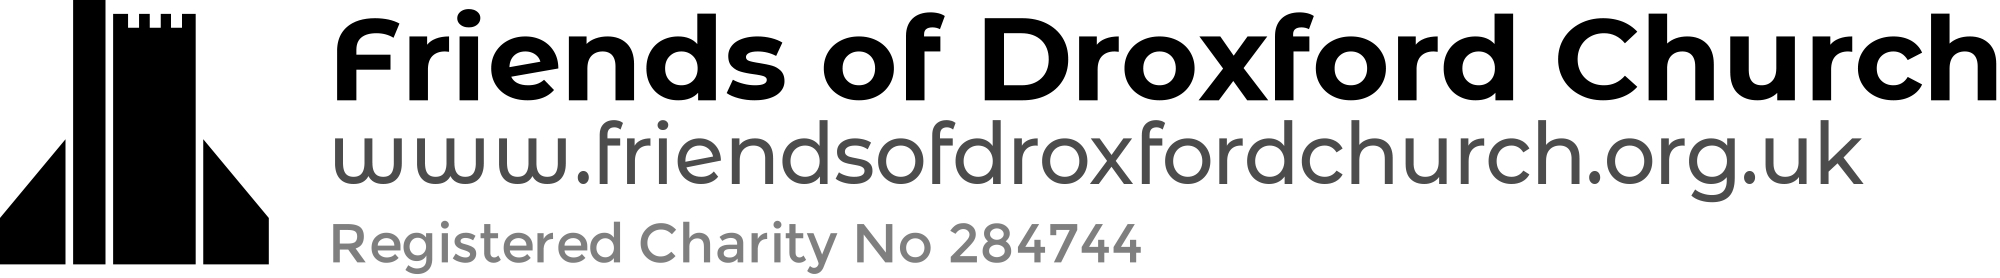 Friends of Droxford Church
www.friendsofdroxfordchurch.org.uk
Registered Charity No 284744